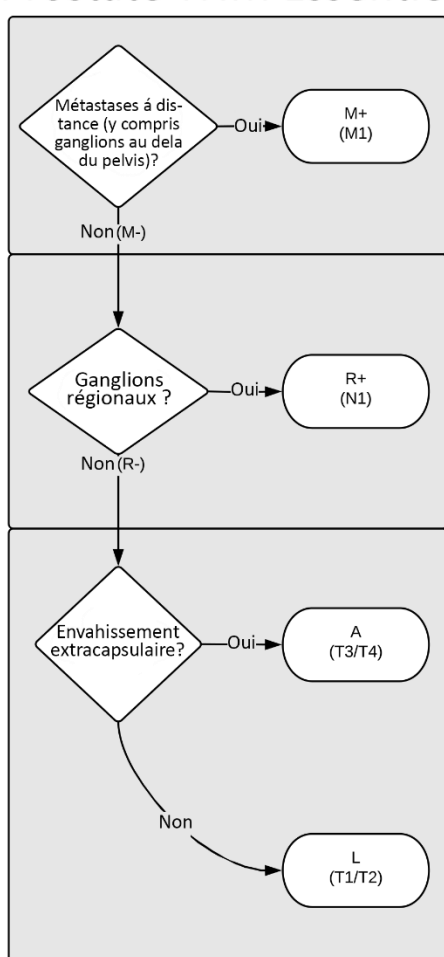 Métastases á dis-
tance (y compris
ganglions au dela
du pelvis)?
Oui
M+
(M1)
Non (M-)
Ganglions
régionaux ?
Oui
R+
(N1)
Non (R-)
Envahissement
extracapsulaire?
Oui
A
(T3/T4)
Non
L
(T1/T2)